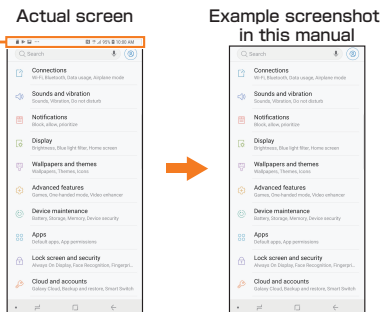 Actual screen
95% 10:00 AM
Search
Connections
Wi-Fi, Bluetooth, Data usage, Airplane mode
Sounds and vibration
Sounds, Vibration, Do not disturb
Notifications
Block, allow, prioritize
Display
Brightness, Blue light filter, Home screen
Wallpapers and themes
Wallpapers, Themes, Icons
Advanced features
Games, One-handed mode, Video enhancer
Device maintenance
Battery, Storage, Memory, Device security
Apps
Default apps, App permissions
Lock screen and security
Always On Display, Face Recognition, Fingerpri...
Cloud and accounts
Galaxy Cloud, Backup and restore, Smart Switch
Example screenshot
in this manual
Search
Connections
Wi-Fi, Bluetooth, Data usage, Airplane mode
Sounds and vibration
Sounds, Vibration, Do not disturb
Notifications
Block, allow, prioritize
Display
Brightness, Blue light filter, Home screen
Wallpapers and themes
Wallpapers, Themes, Icons
Advanced features
Games, One-handed mode, Video enhancer
Device maintenance
Battery, Storage, Memory, Device security
Apps
Default apps, App permissions
Lock screen and security
Always On Display, Face Recognition, Fingerpri...
Cloud and accounts
Galaxy Cloud, Backup and restore, Smart Switch